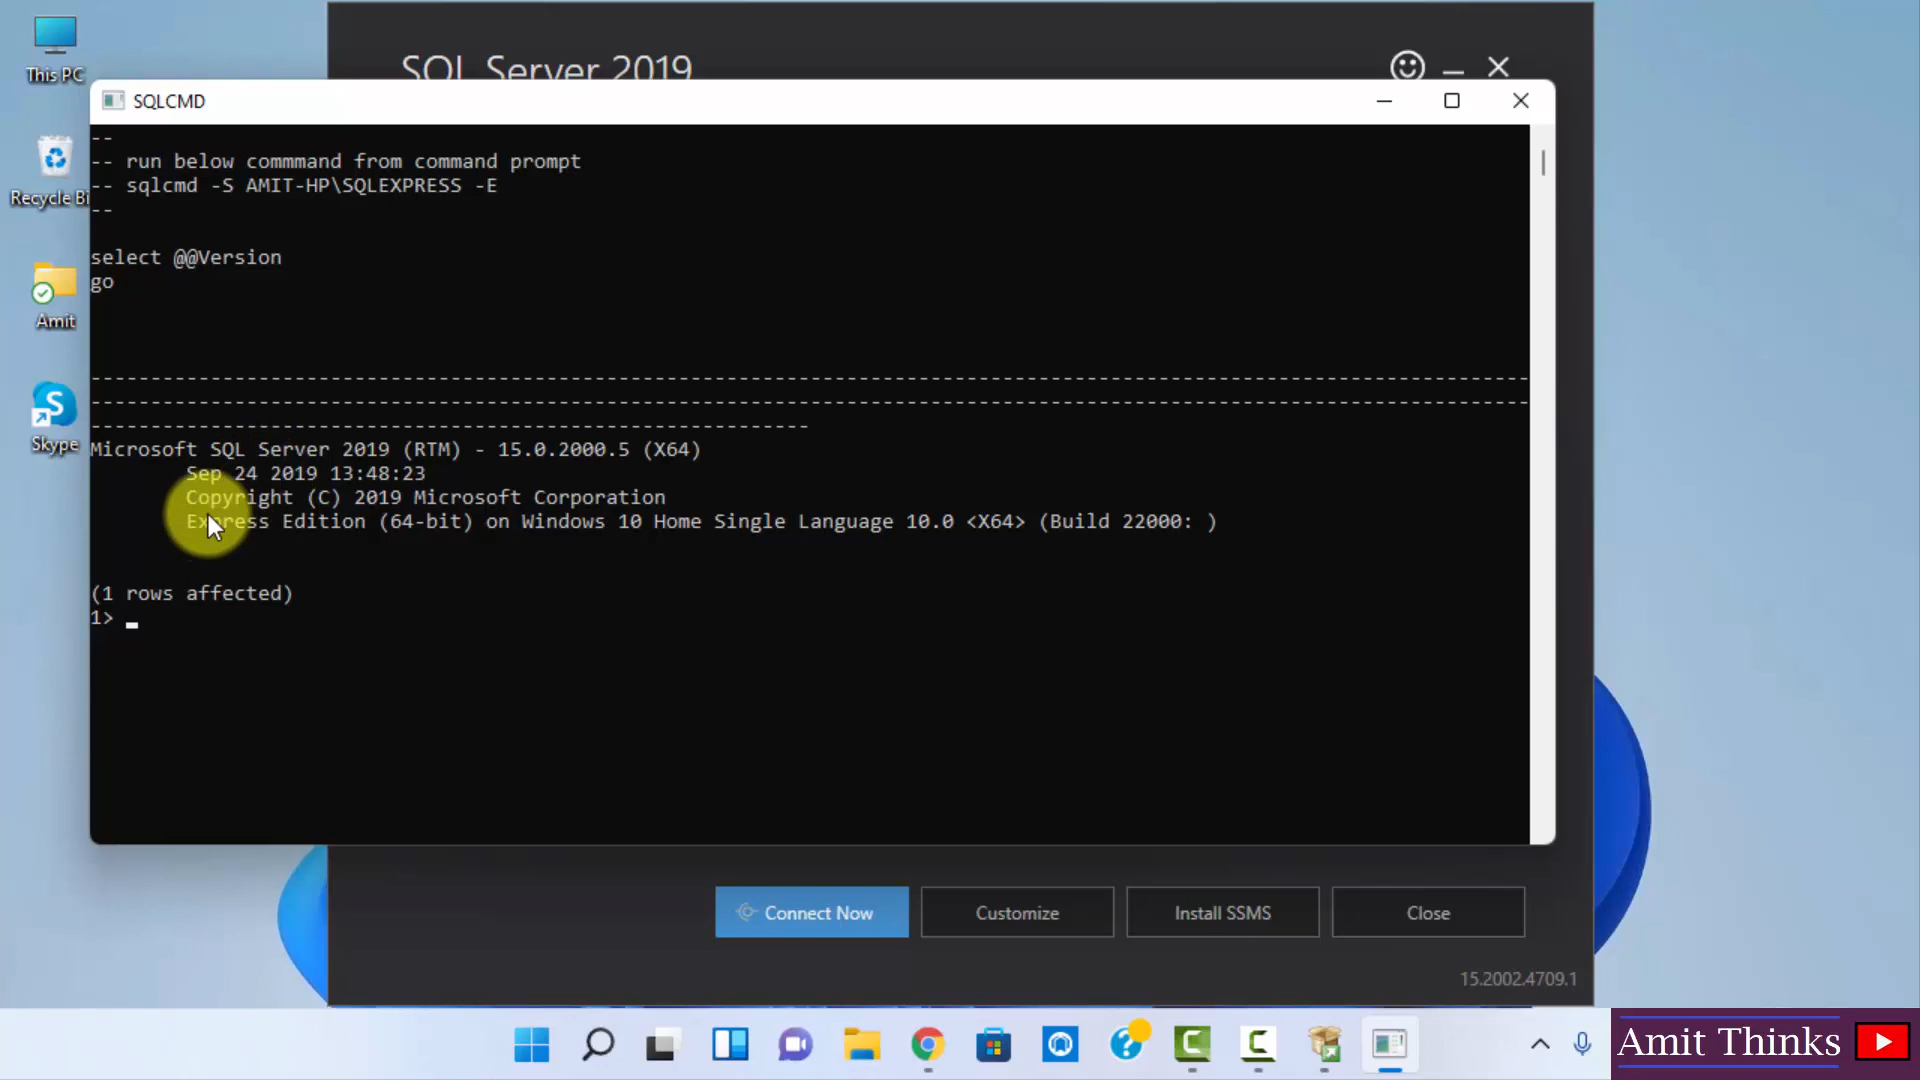 This PC
Recycle Bi
Amit
Skype
SQL Server 2019
SQLCMD
--
-- run below commmand from command prompt
-- sqlcmd -S AMIT-HP\SQLEXPRESS -E
--
select @@Version
go
------------------------------------------------------------------------------------------------------------------------
------------------------------------------------------------------------------------------------------------------------
------------------------------------------------------------
Microsoft SQL Server 2019 (RTM) - 15.0.2000.5 (X64)
Sep 24 2019 13:48:23
Copyright (C) 2019 Microsoft Corporation
Express Edition (64-bit) on Windows 10 Home Single Language 10.0 <X64> (Build 22000: )
(1 rows affected)
1>
Connect Now
Customize
Install SSMS
Close
15.2002.4709.1
Amit Thinks